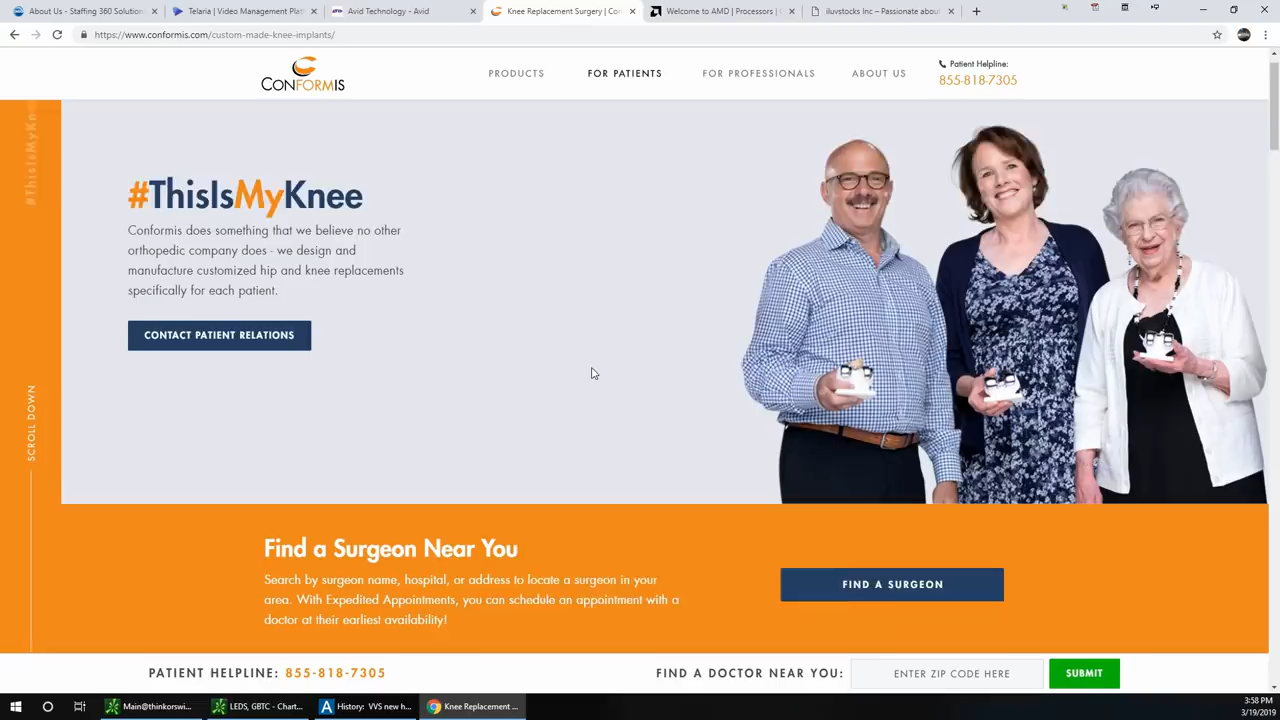 About Us - Staffing 360 Solution
Telaria | Video Management Plat
Avid Technology - Avid
Knee Replacement Surgery | Con
Welcome to AMD | Processors |
iluvstocks Inc – Passionate abou
https://www.conformis.com/custom-made-knee-implants/
CONFORMIS
PRODUCTS
FOR PATIENTS
FOR PROFESSIONALS
ABOUT US
Patient Helpline:
855-818-7305
#ThisIsMyKne
#ThisIsMyKnee
Conformis does something that we believe no other
orthopedic company does - we design and
manufacture customized hip and knee replacements
specifically for each patient.
CONTACT PATIENT RELATIONS
SCROLL DOWN
Find a Surgeon Near You
Search by surgeon name, hospital, or address to locate a surgeon in your
area. With Expedited Appointments, you can schedule an appointment with a
doctor at their earliest availability!
FIND A SURGEON
PATIENT HELPLINE: 855-818-7305
FIND A DOCTOR NEAR YOU:
ENTER ZIP CODE HERE
SUBMIT
Main@thinkorswi...
LEDS, GBTC - Chart...
History: VVS new h...
Knee Replacement ...
3:58 PM
3/19/2019